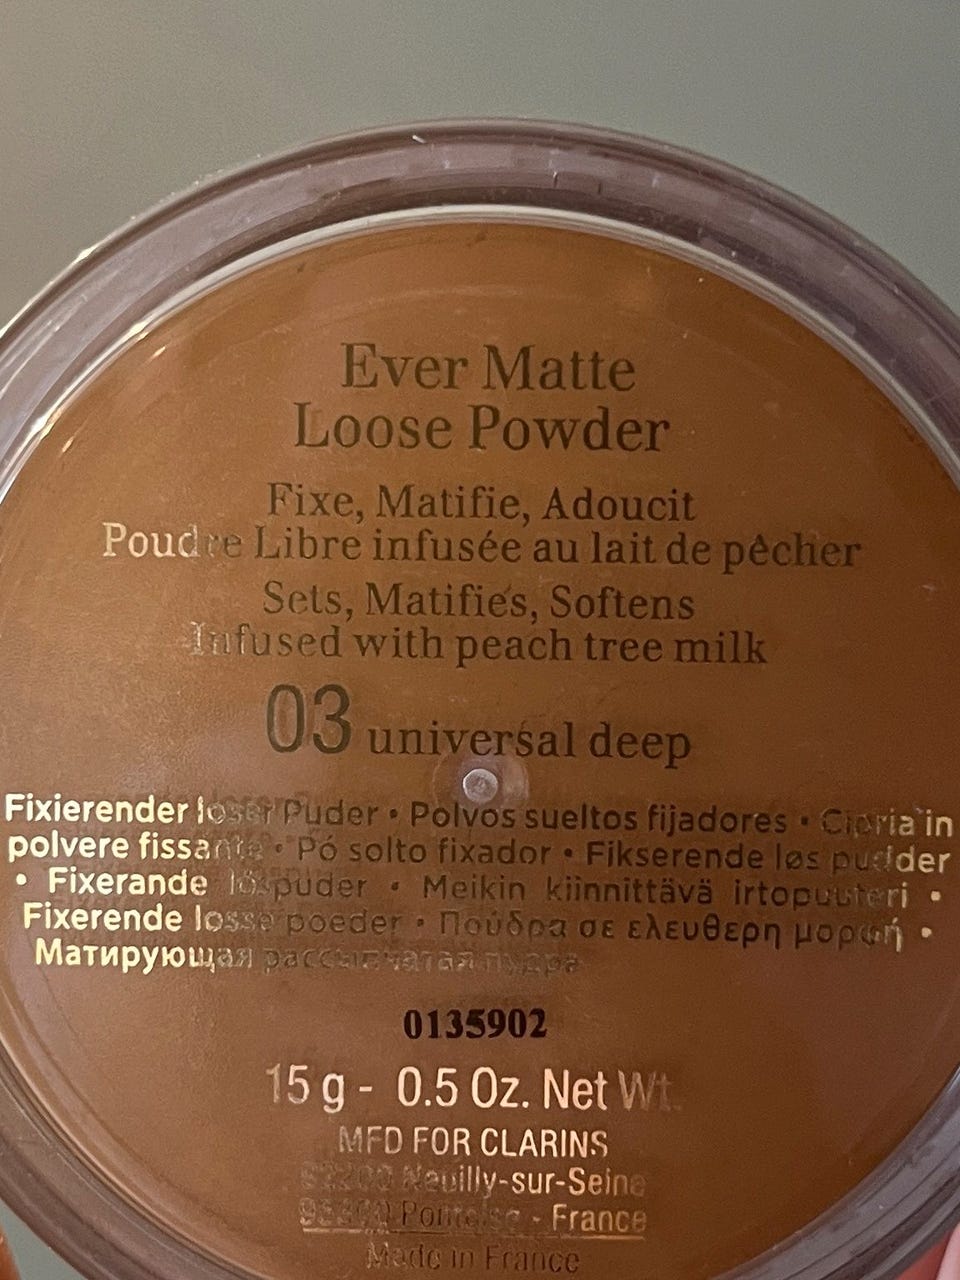 Ever Matte
Loose Powder
Fixe, Matifie, Adoucit
Poudre Libre infusée au lait de pêcher
Sets, Matifies, Softens
Infused with peach tree milk
03 universal deep
Fixierender loser Puder • Polvos sueltos fijadores • Cipria in
polvere fissante • Pó solto fixador • Fikserende løs pudder
• Fixerande löspuder • Meikin kiinnittävä irtopuuteri •
Fixerende losse poeder • Πούδρα σε ελευθερη μορφή •
Матирующая рассыпчатая пудра
0135902
15 g - 0.5 Oz. Net Wt.
MFD FOR CLARINS
92200 Neuilly-sur-Seine
Pontoise - France
Made in France